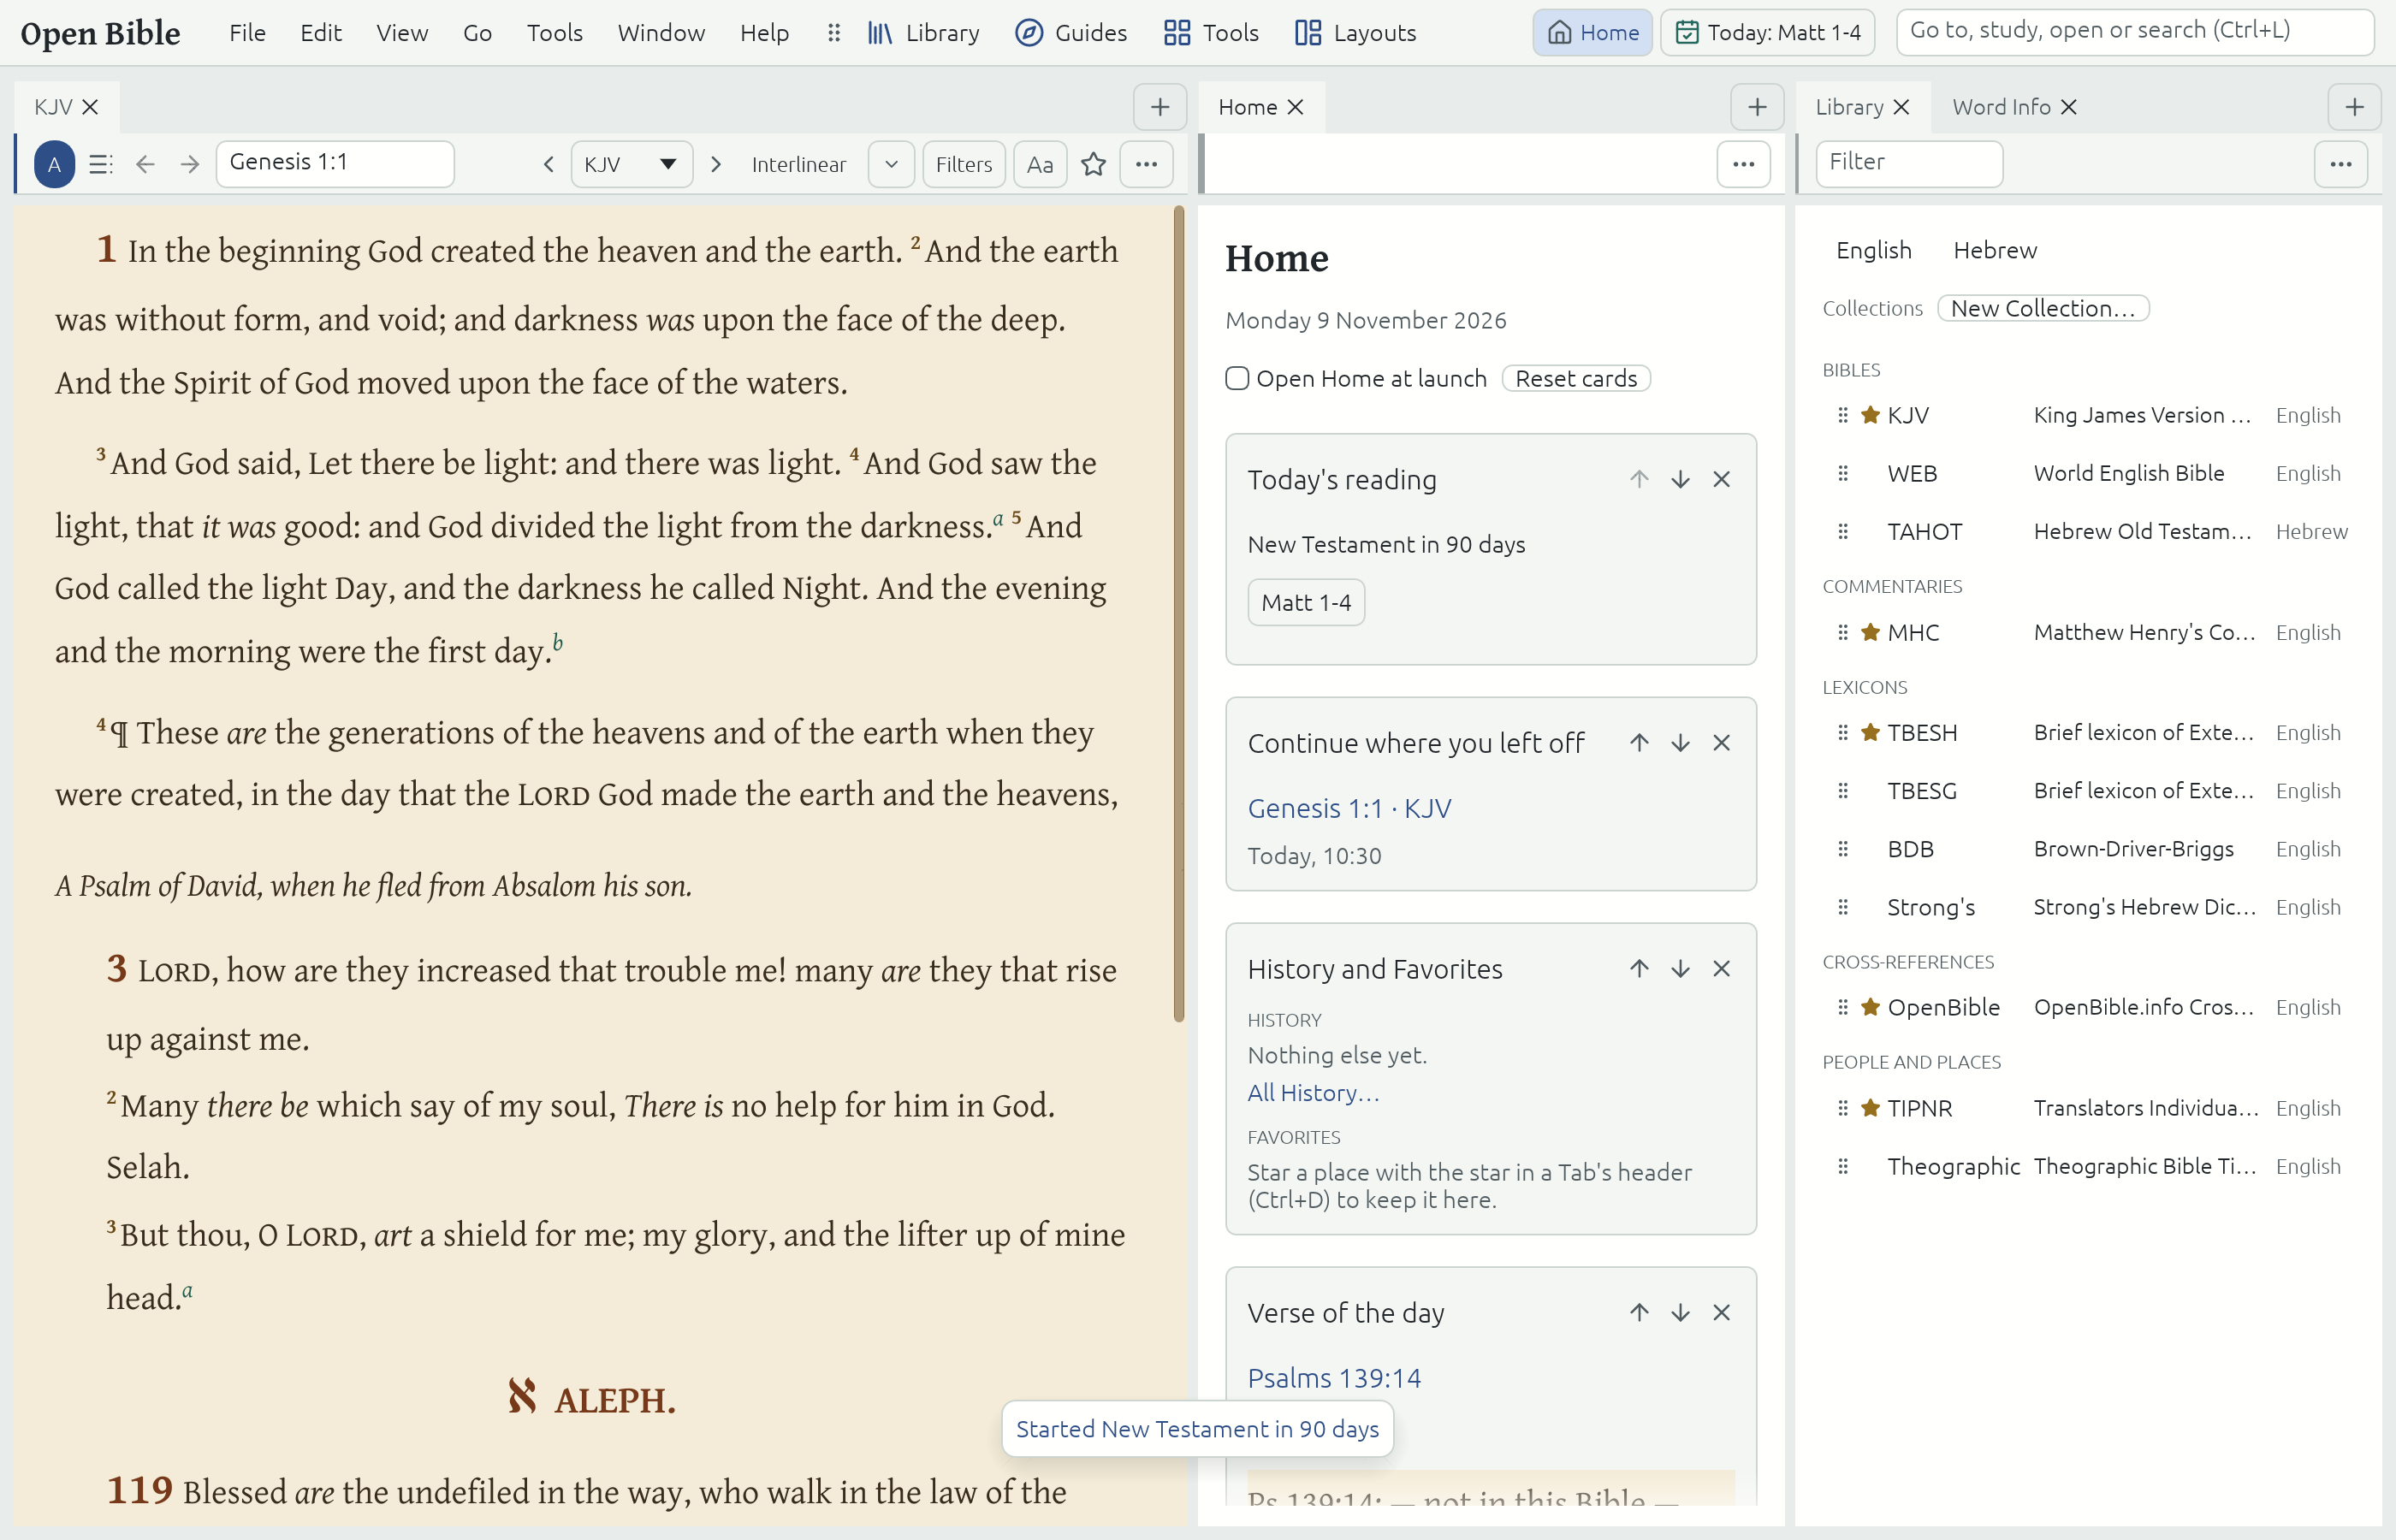 Open Bible File Edit View Go Tools Window Help Library Guides Tools Layouts Home Today: Matt 1-4 Go to, study, open or search (Ctrl+L)
KJV
A Genesis 1:1 KJV Interlinear Filters Aa
1 In the beginning God created the heaven and the earth. 2 And the earth
was without form, and void; and darkness was upon the face of the deep.
And the Spirit of God moved upon the face of the waters.
3 And God said, Let there be light: and there was light. 4 And God saw the
light, that it was good: and God divided the light from the darkness.a 5 And
God called the light Day, and the darkness he called Night. And the evening
and the morning were the first day.b
4 ¶ These are the generations of the heavens and of the earth when they
were created, in the day that the LORD God made the earth and the heavens,
A Psalm of David, when he fled from Absalom his son.
3 LORD, how are they increased that trouble me! many are they that rise
up against me.
2 Many there be which say of my soul, There is no help for him in God.
Selah.
3 But thou, O LORD, art a shield for me; my glory, and the lifter up of mine
head.a
א ALEPH.
119 Blessed are the undefiled in the way, who walk in the law of the
Home
Home
Monday 9 November 2026
Open Home at launch Reset cards
Today's reading
New Testament in 90 days
Matt 1-4
Continue where you left off
Genesis 1:1 · KJV
Today, 10:30
History and Favorites
HISTORY
Nothing else yet.
All History…
FAVORITES
Star a place with the star in a Tab's header
(Ctrl+D) to keep it here.
Verse of the day
Psalms 139:14
Started New Testament in 90 days
Ps 139:14: — not in this Bible —
Library Word Info
Filter
English Hebrew
Collections New Collection…
BIBLES
KJV King James Version … English
WEB World English Bible English
TAHOT Hebrew Old Testam… Hebrew
COMMENTARIES
MHC Matthew Henry's Co… English
LEXICONS
TBESH Brief lexicon of Exte… English
TBESG Brief lexicon of Exte… English
BDB Brown-Driver-Briggs English
Strong's Strong's Hebrew Dic… English
CROSS-REFERENCES
OpenBible OpenBible.info Cros… English
PEOPLE AND PLACES
TIPNR Translators Individua… English
Theographic Theographic Bible Ti… English